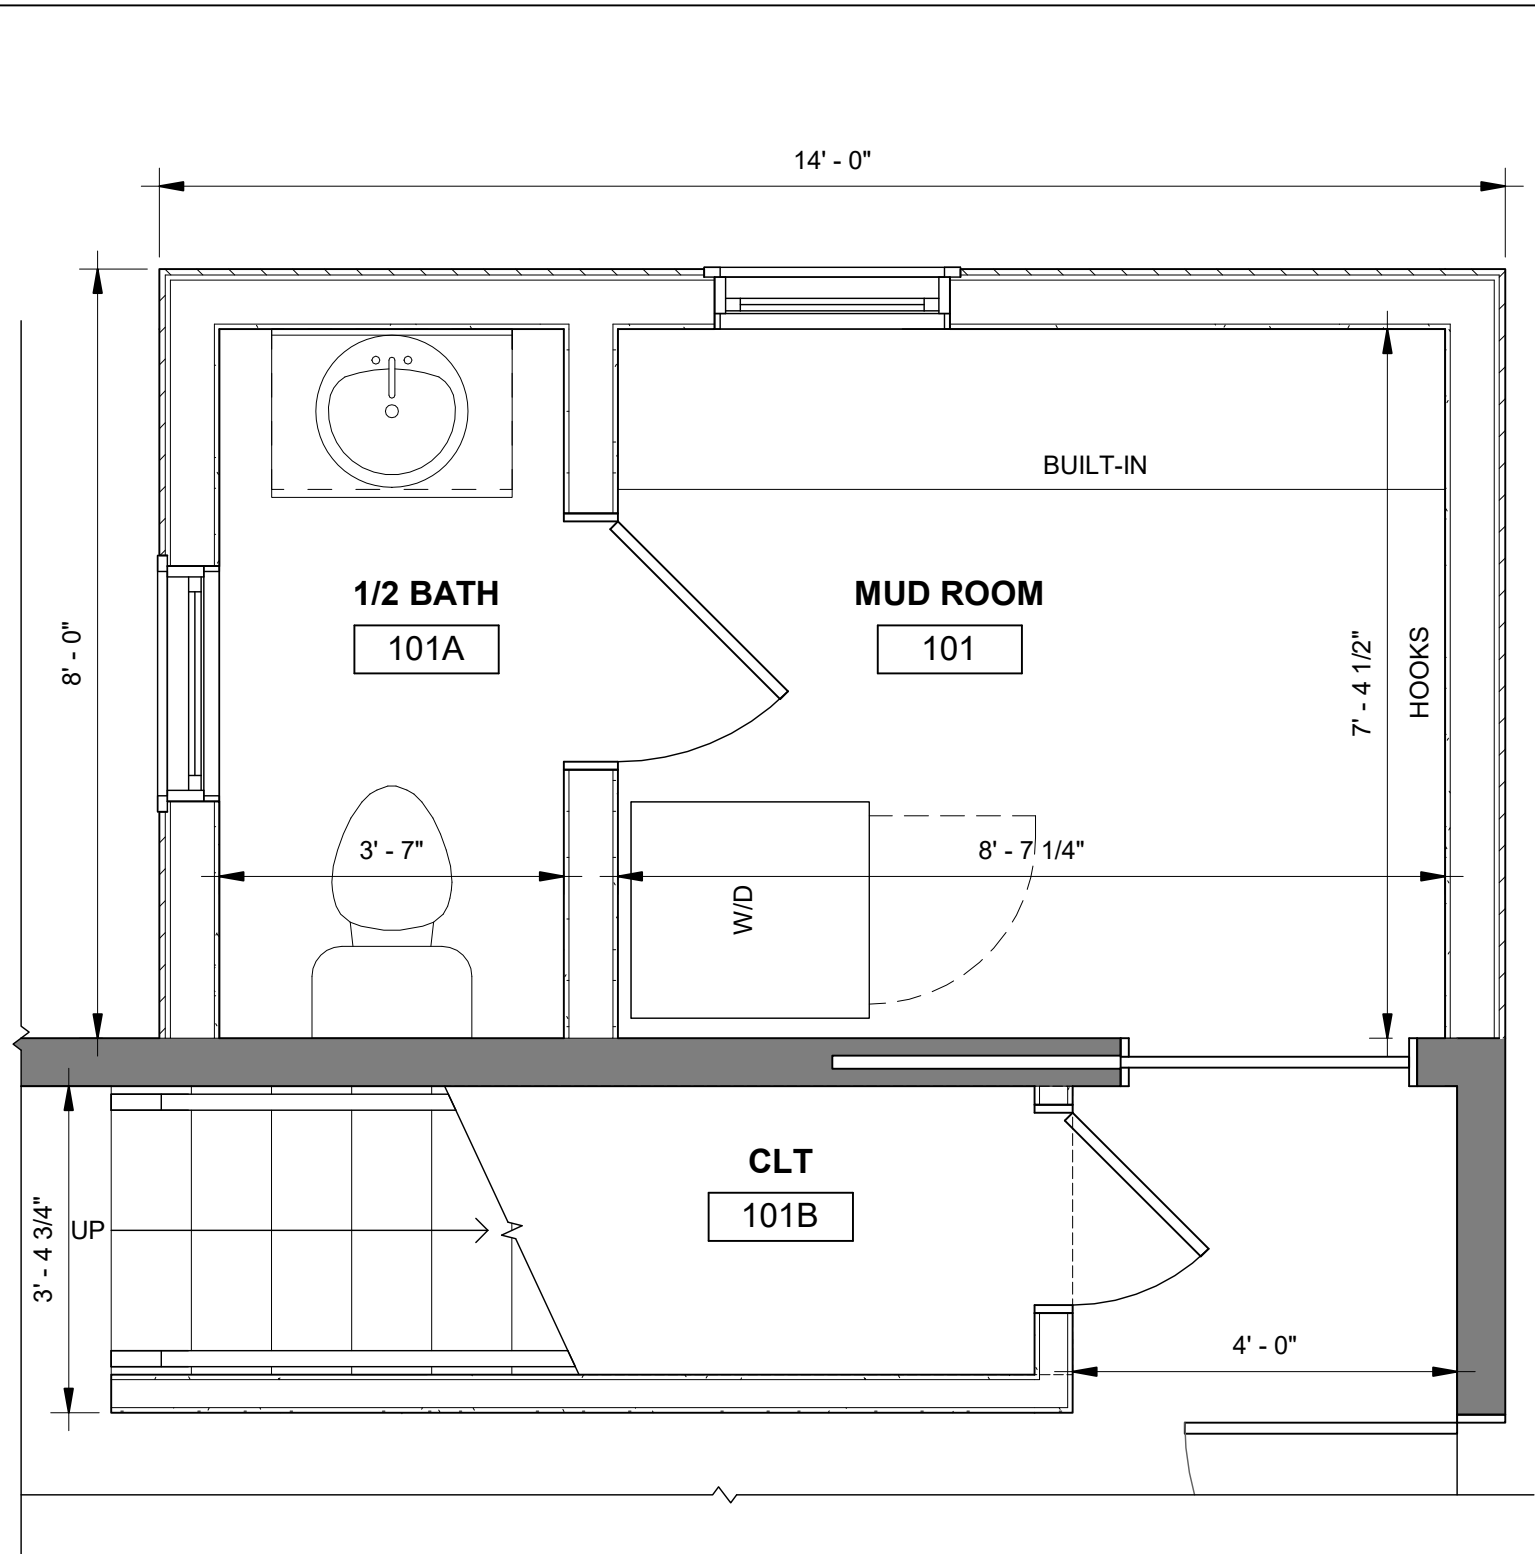 14' - 0"
BUILT-IN
1/2 BATH
101A
MUD ROOM
101
8' - 0"
7' - 4 1/2"
HOOKS
3' - 7"
8' - 7 1/4"
W/D
CLT
101B
3' - 4 3/4"
UP
4' - 0"